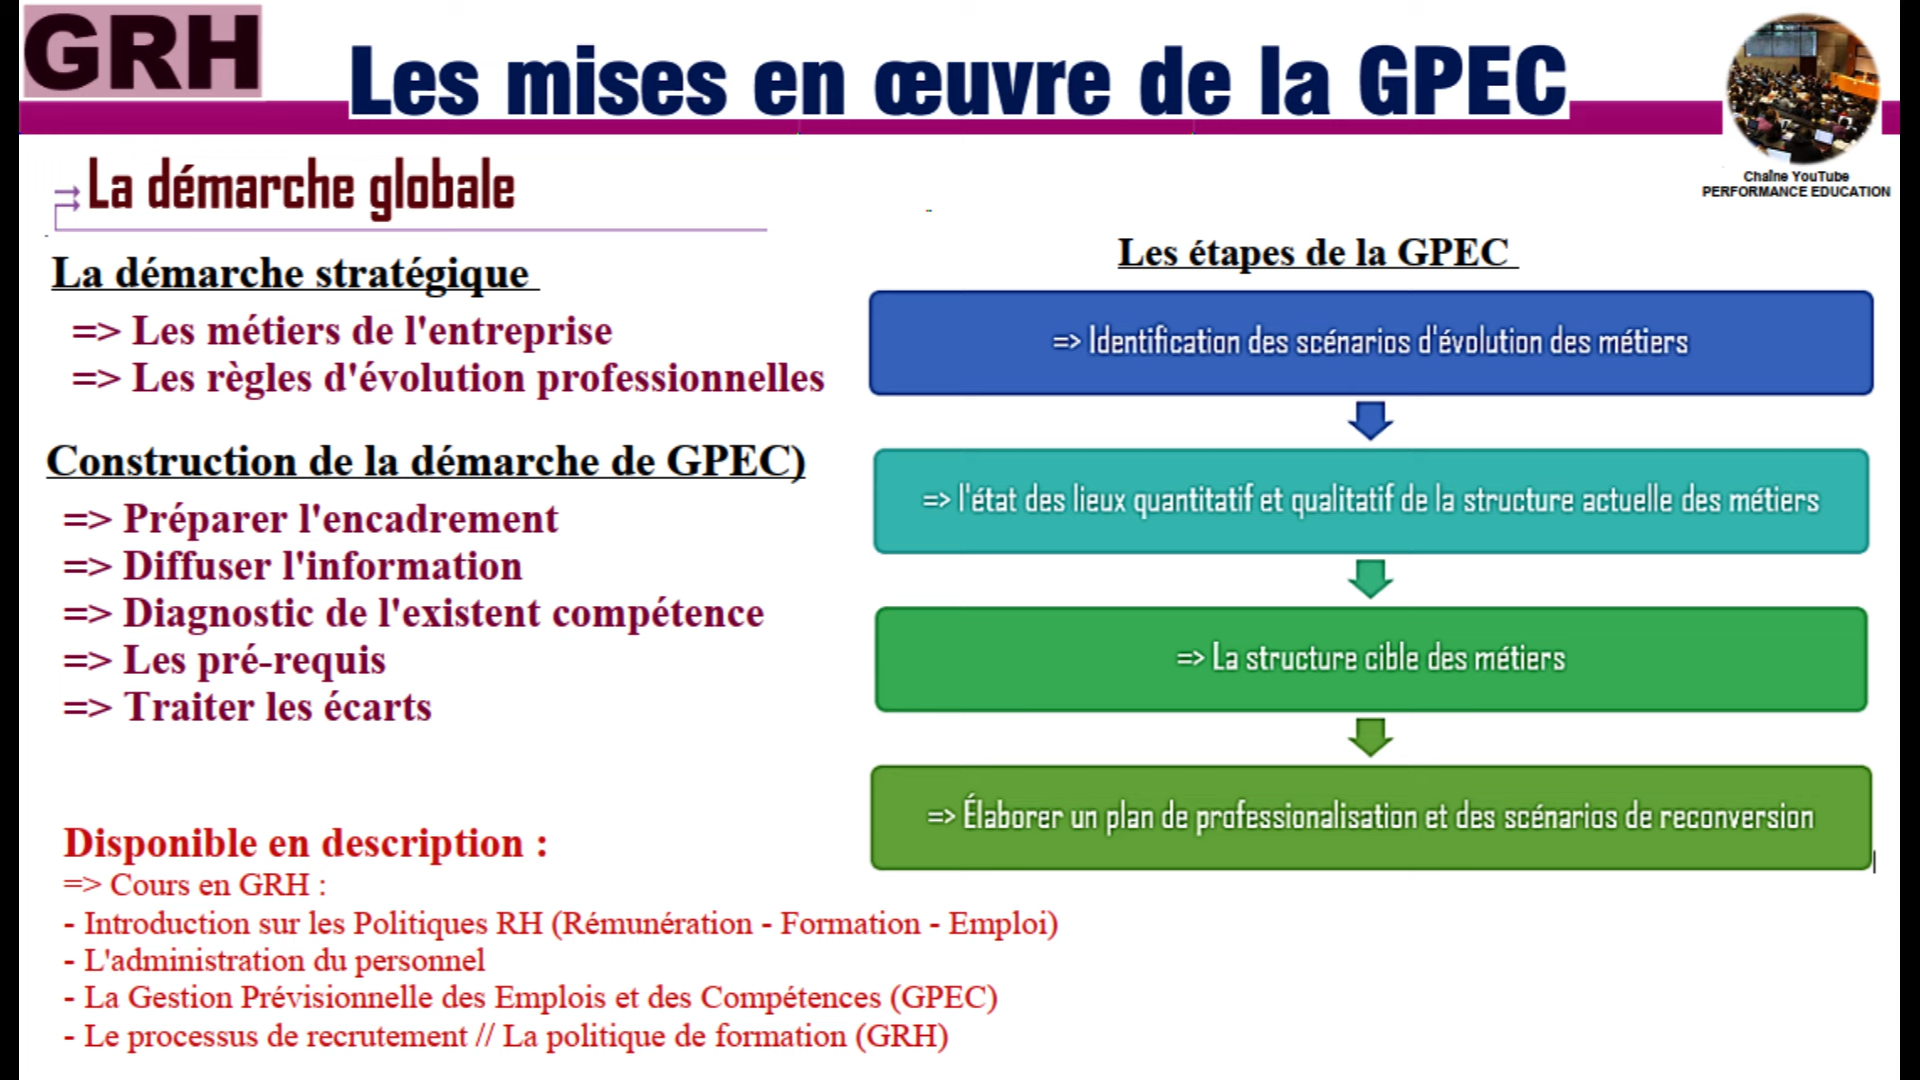 GRH
Les mises en œuvre de la GPEC
Chaîne YouTube
PERFORMANCE EDUCATION
La démarche globale
La démarche stratégique
=> Les métiers de l'entreprise
=> Les règles d'évolution professionnelles
Construction de la démarche de GPEC)
=> Préparer l'encadrement
=> Diffuser l'information
=> Diagnostic de l'existent compétence
=> Les pré-requis
=> Traiter les écarts
Les étapes de la GPEC
=> Identification des scénarios d'évolution des métiers
=> l'état des lieux quantitatif et qualitatif de la structure actuelle des métiers
=> La structure cible des métiers
=> Élaborer un plan de professionalisation et des scénarios de reconversion
Disponible en description :
=> Cours en GRH :
- Introduction sur les Politiques RH (Rémunération - Formation - Emploi)
- L'administration du personnel
- La Gestion Prévisionnelle des Emplois et des Compétences (GPEC)
- Le processus de recrutement // La politique de formation (GRH)